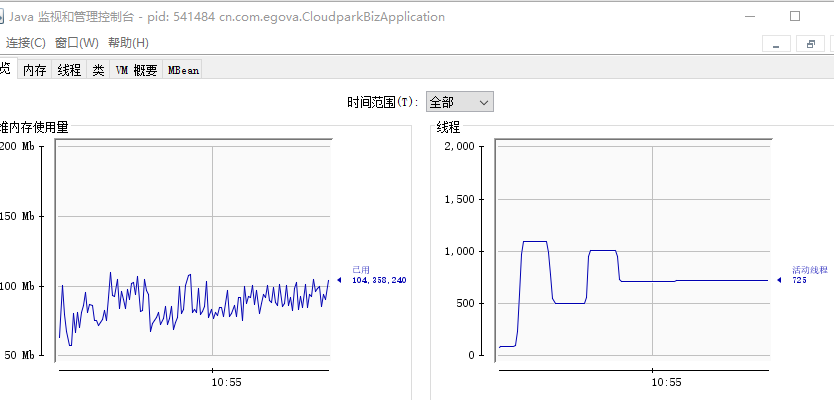 Java 监视和管理控制台 - pid: 541484 cn.com.egova.CloudparkBizApplication
连接(C) 窗口(W) 帮助(H)
览 内存 线程 类 VM 概要 MBean
时间范围(T): 全部
堆内存使用量
200 Mb
150 Mb
100 Mb
50 Mb
已用
104,358,240
10:55
线程
2,000
1,500
1,000
500
0
活动线程
725
10:55